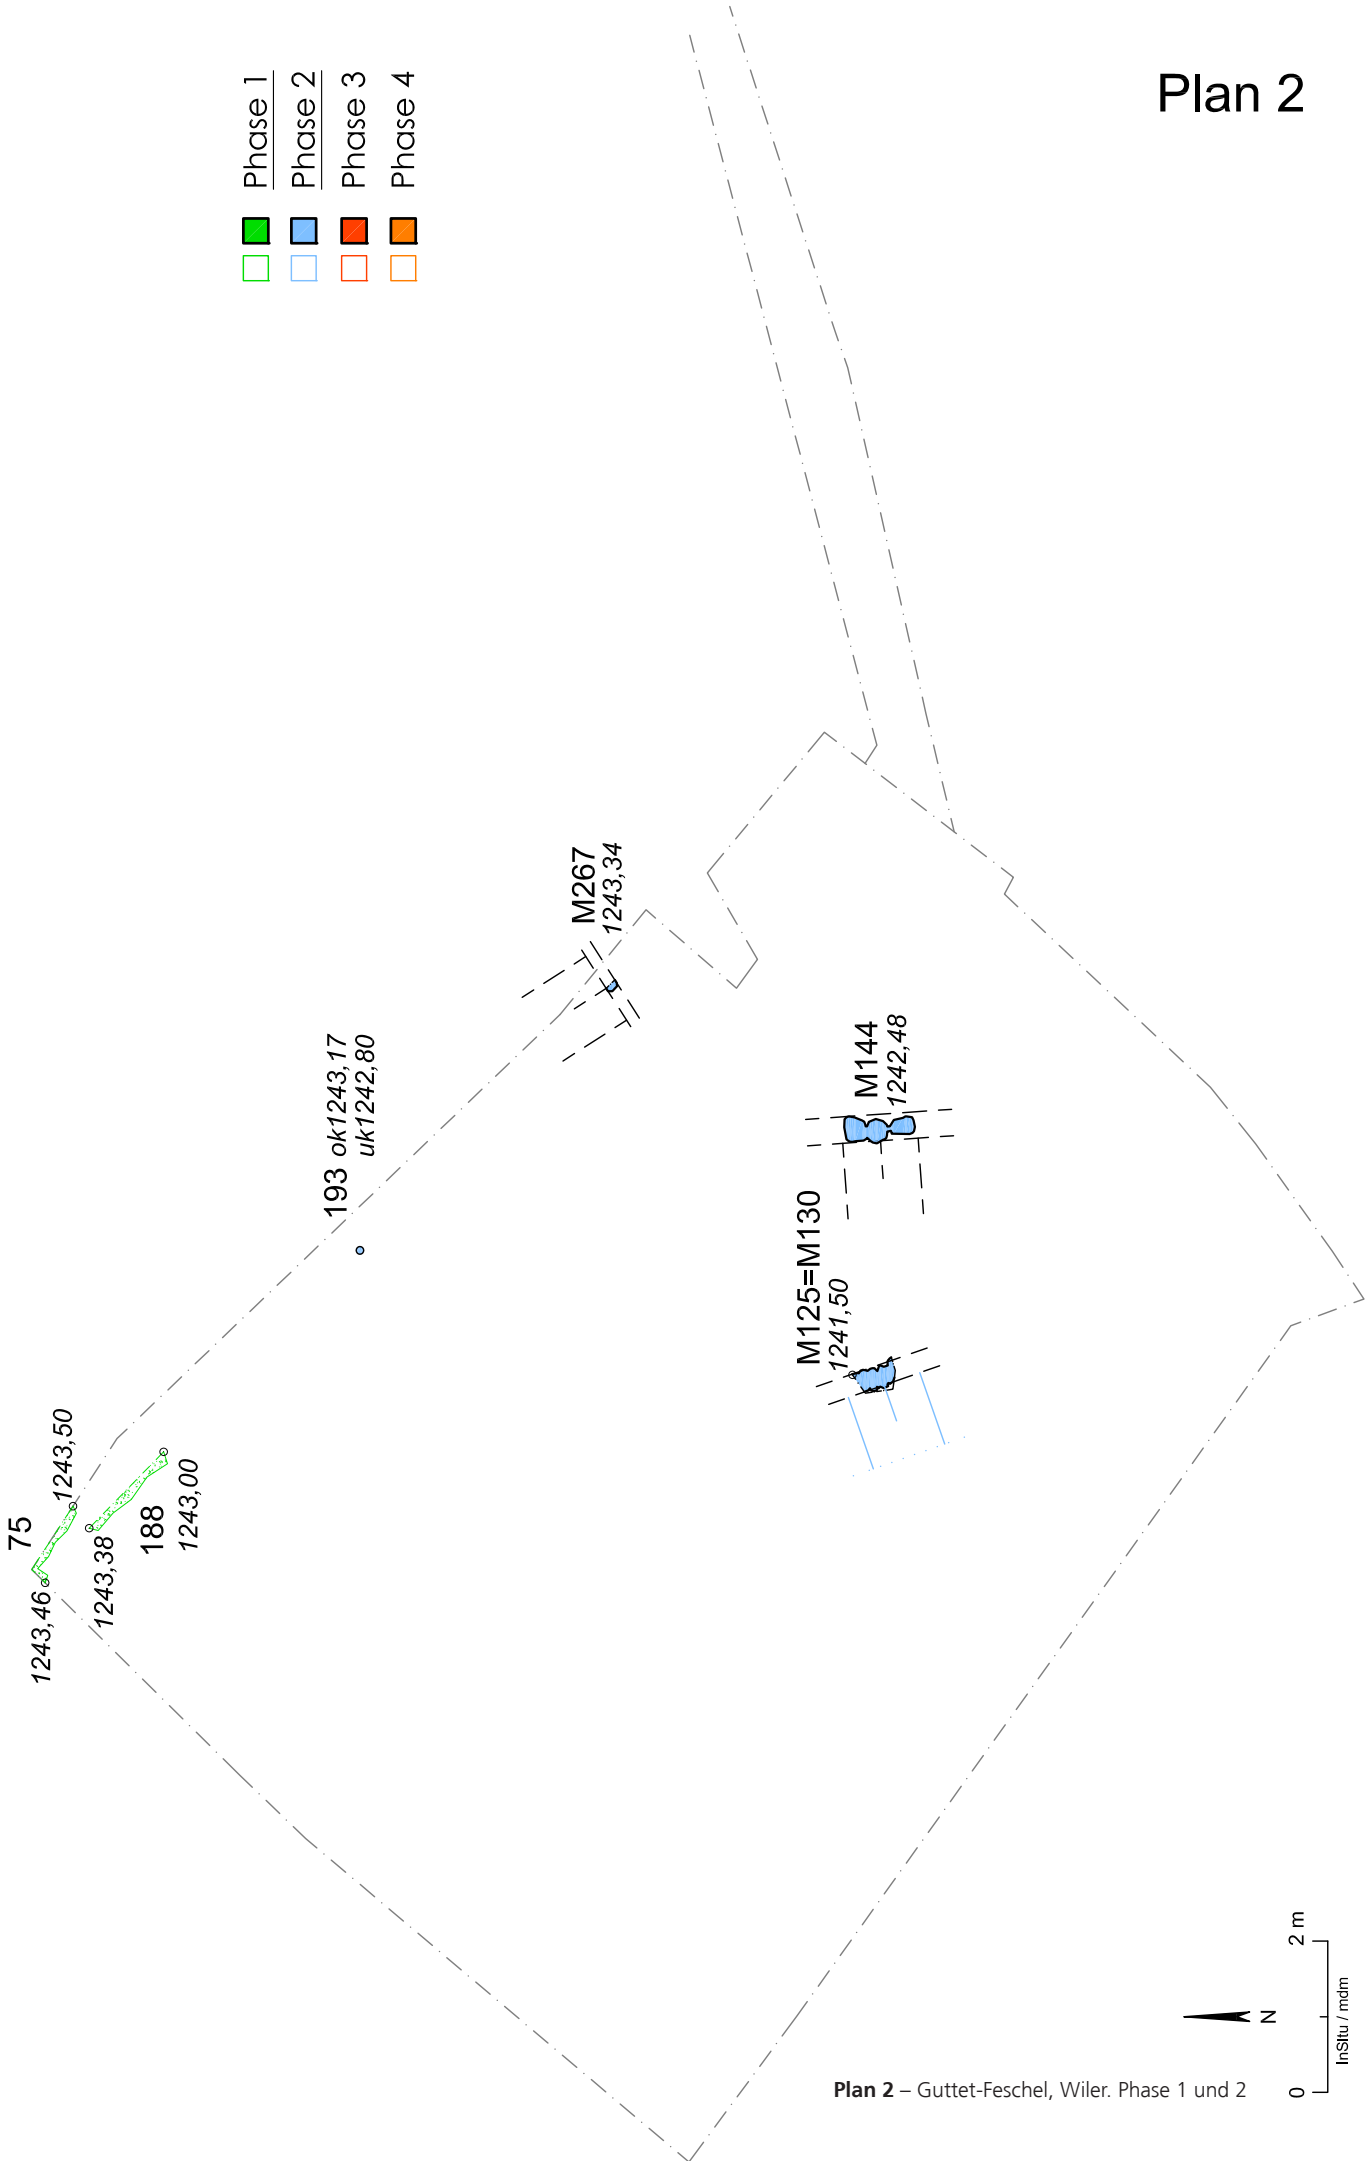 Plan 2
Phase 1
Phase 2
Phase 3
Phase 4
75
1243,50
1243,46
1243,38
188
1243,00
193 ok1243,17
uk1242,80
M267
1243,34
M144
1242,48
M125=M130
1241,50
N
0 2 m
InSItu / mdm
Plan 2 – Guttet-Feschel, Wiler. Phase 1 und 2